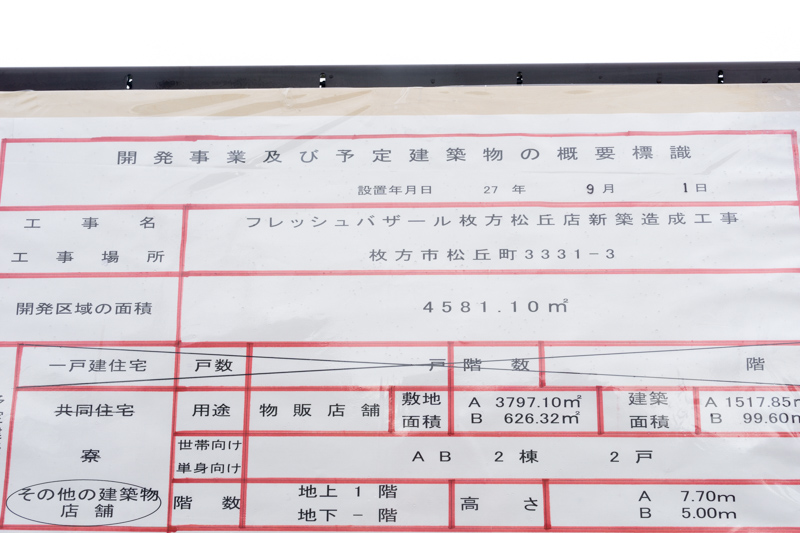 開発事業及び予定建築物の概要標識
設置年月日 27 年 9月 1日
工事名 フレッシュバザール枚方松丘店新築造成工事
工事場所 枚方市松丘町3331-3
開発区域の面積 4581.10㎡
一戸建住宅 戸数 戸 階数 階
共同住宅 用途 物販店舗 敷地面積 A 3797.10㎡ 建築面積 A 1517.85
B 626.32㎡ B 99.60
寮 世帯向け 単身向け AB 2棟 2戸
その他の建築物 店舗 階数 地上 1 階 高さ A 7.70m
地下 - 階 B 5.00m